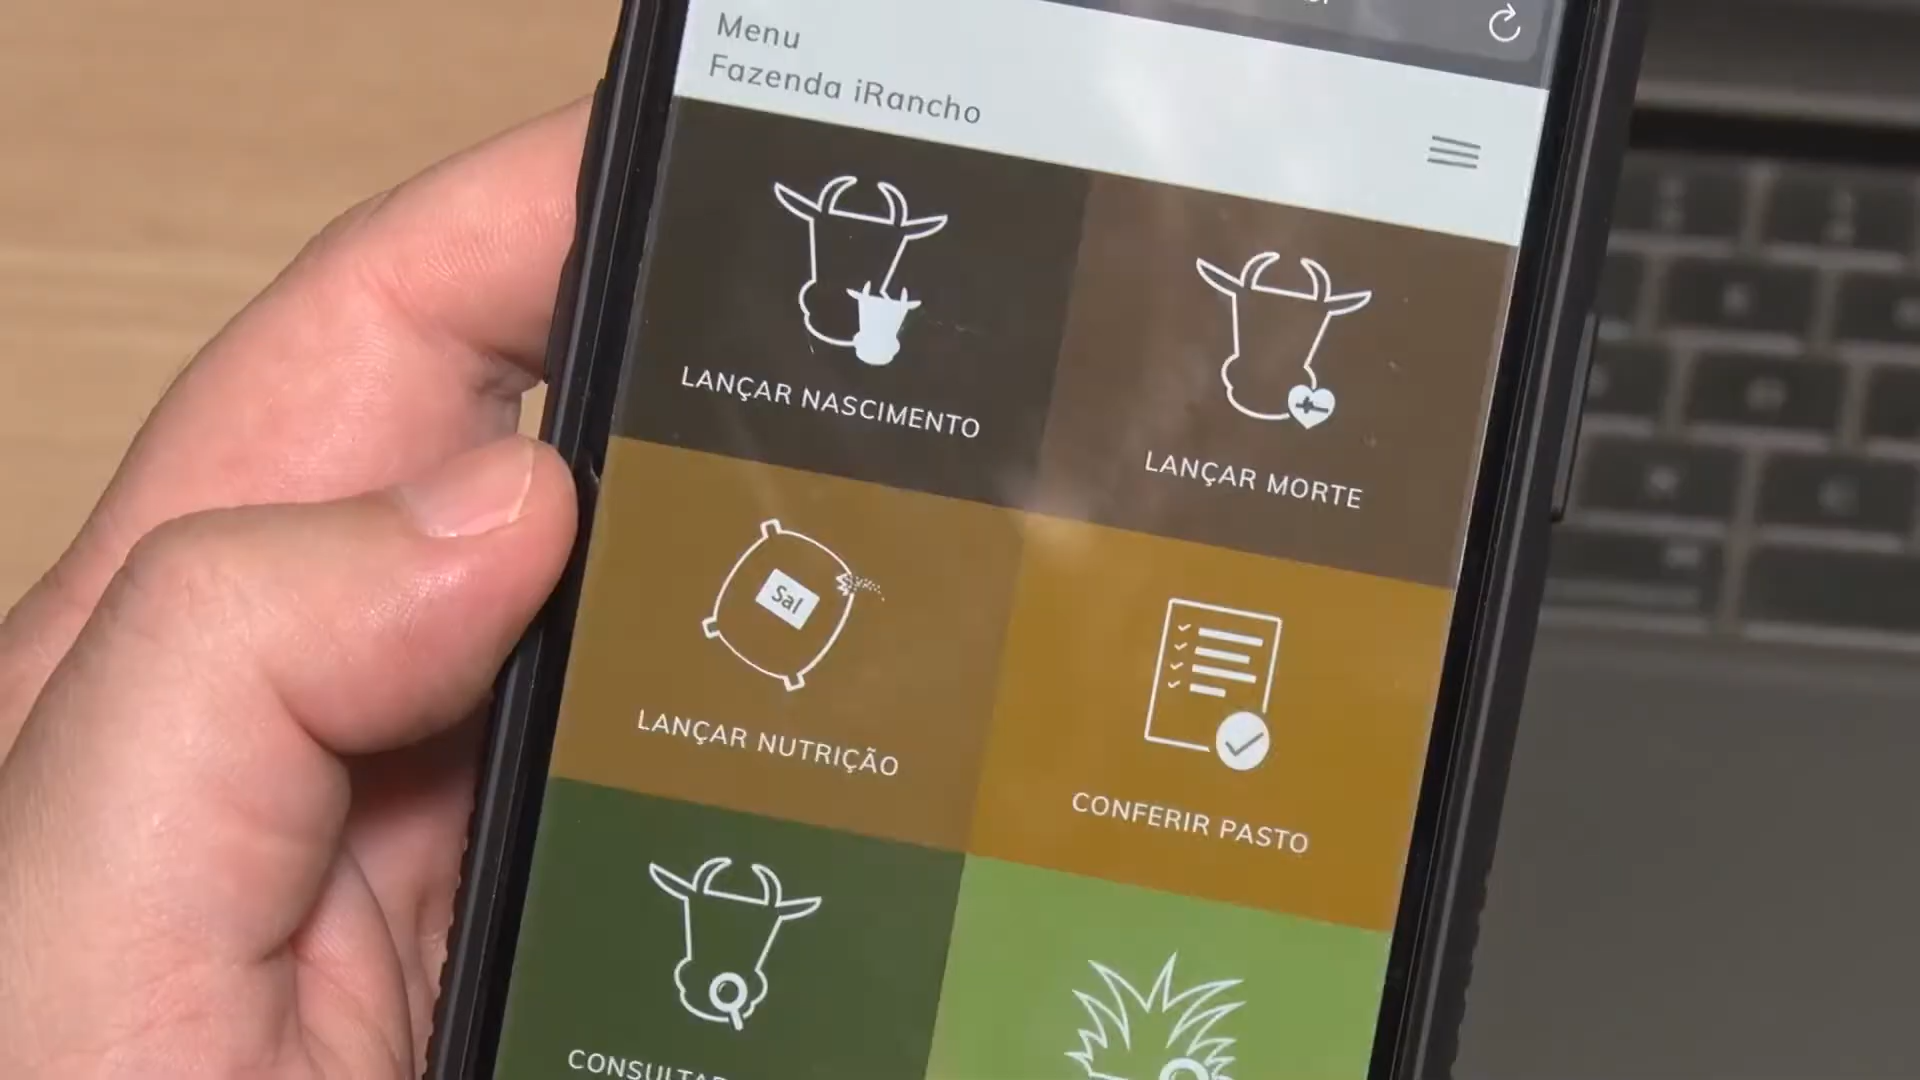 Menu
Fazenda iRancho
LANÇAR NASCIMENTO
LANÇAR MORTE
Sal
LANÇAR NUTRIÇÃO
CONFERIR PASTO